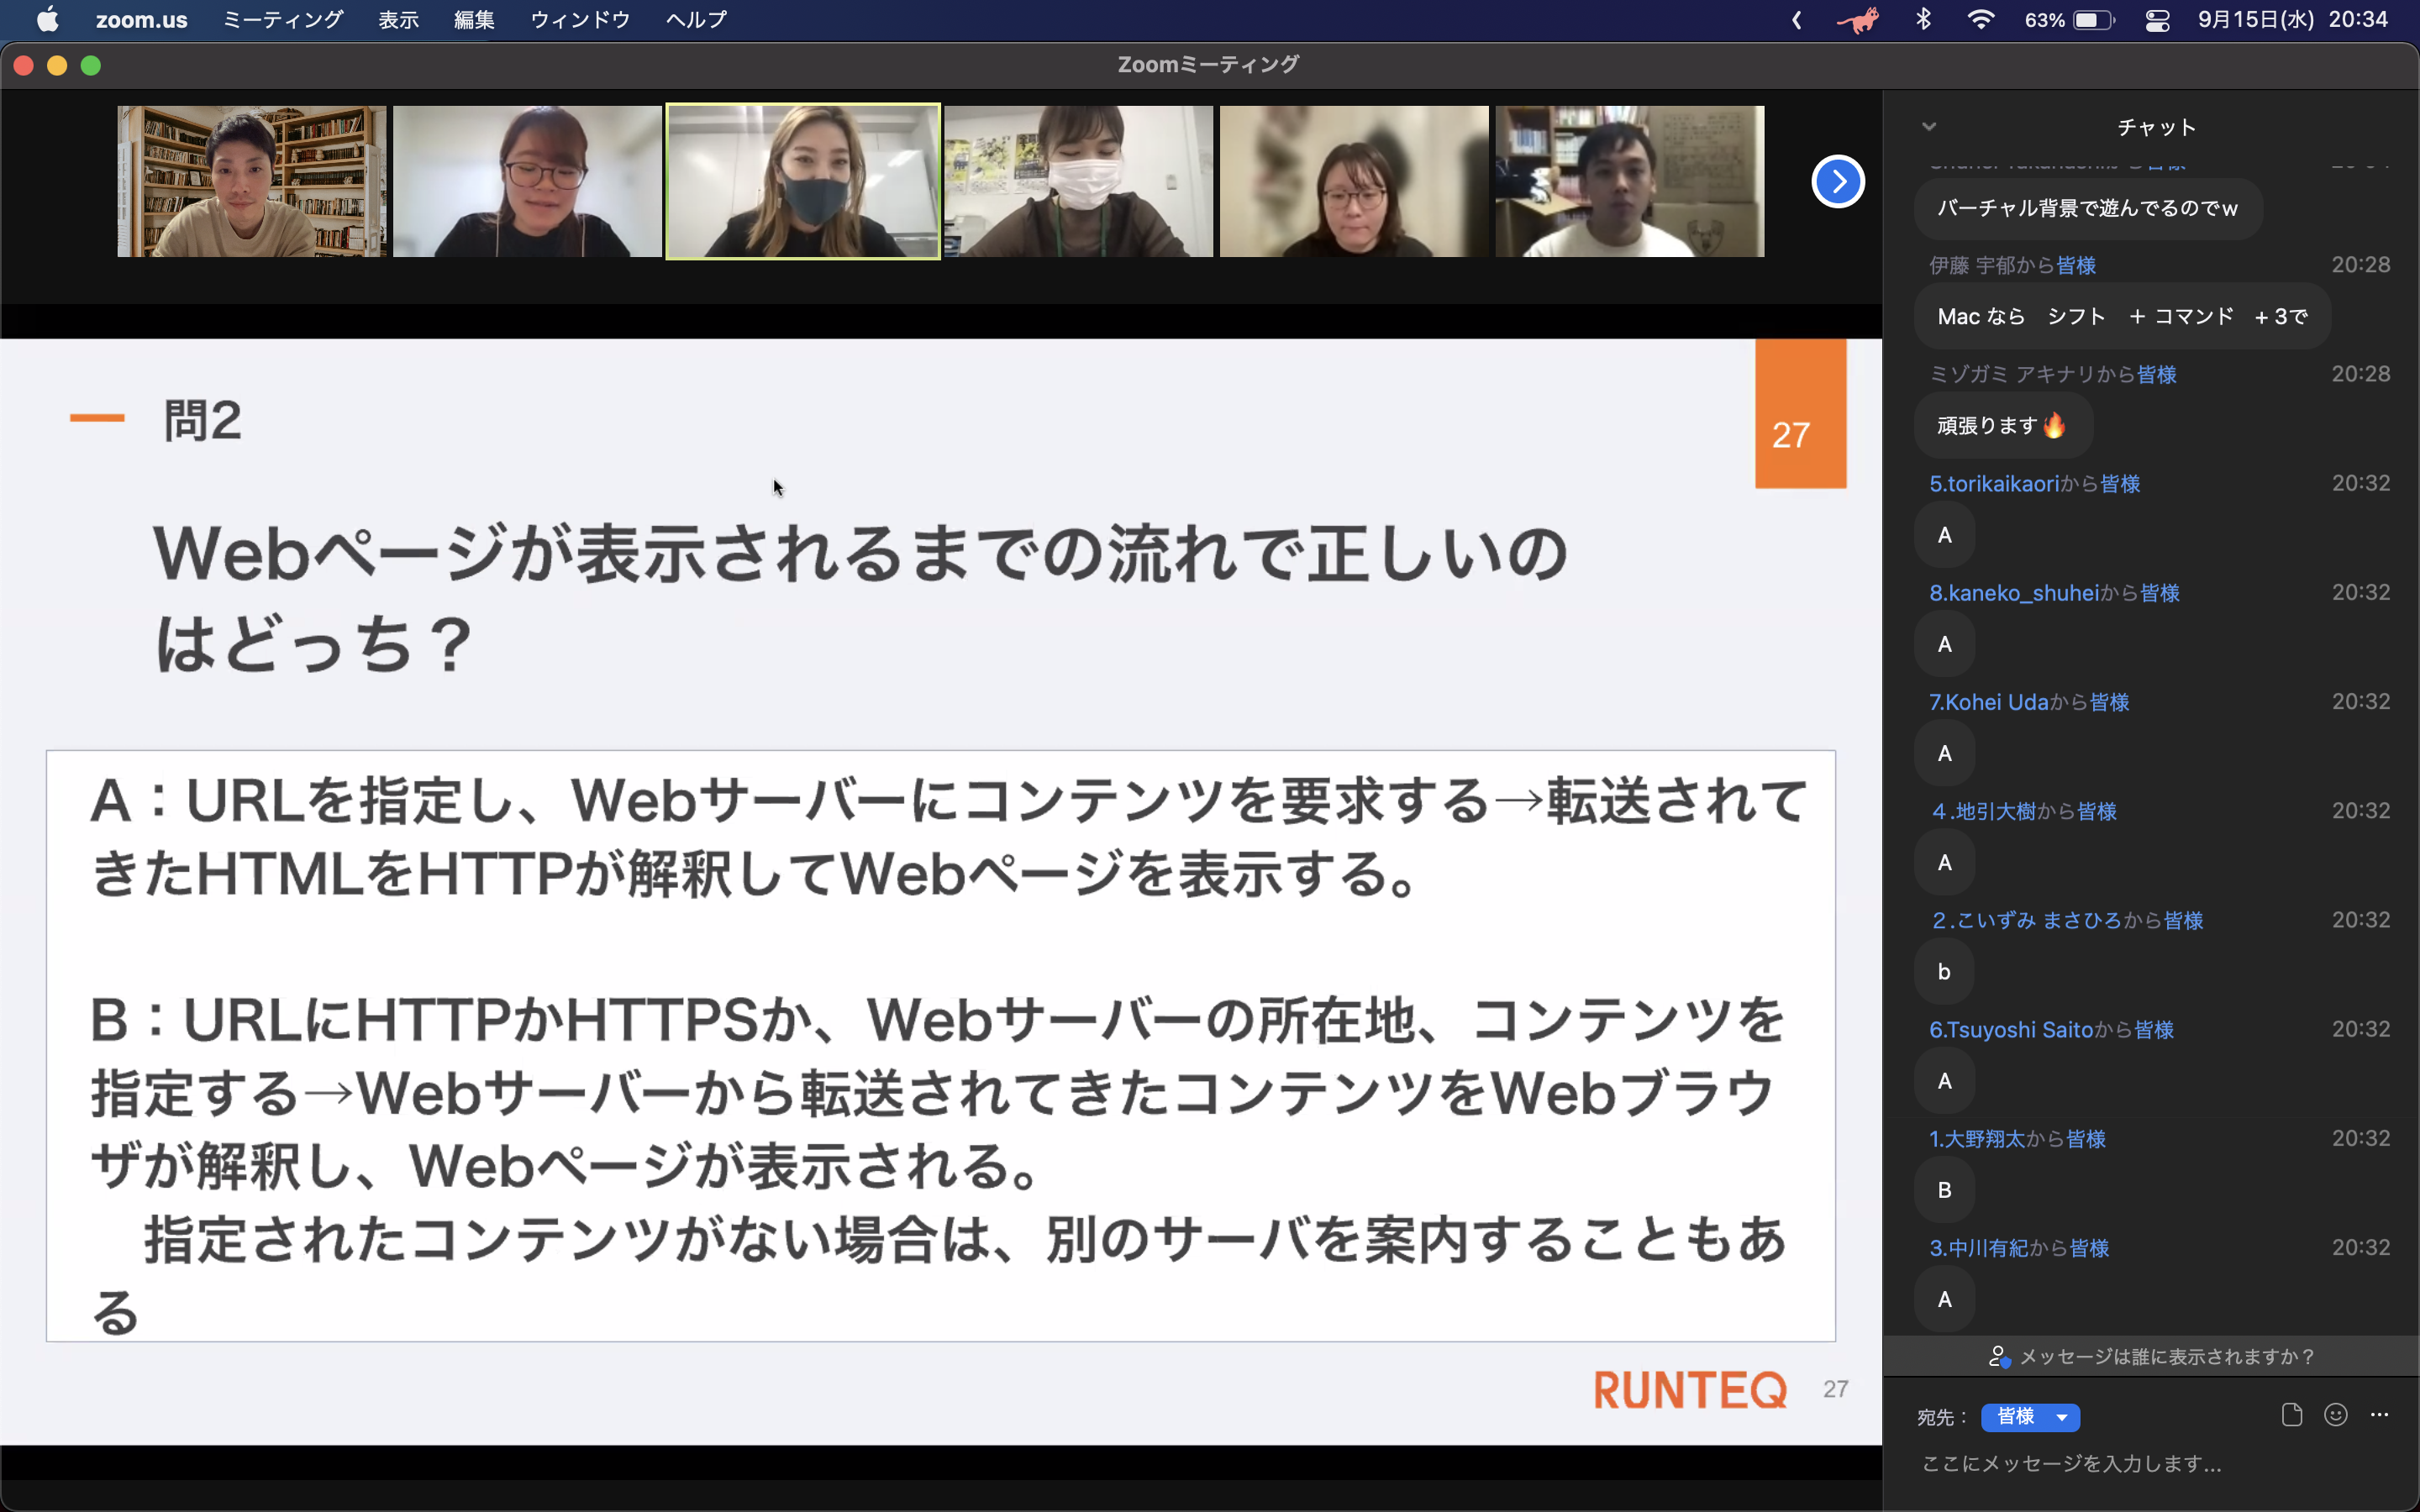 zoom.us ミーティング 表示 編集 ウィンドウ ヘルプ
63% 9月15日(水) 20:34
Zoomミーティング
問2
27
Webページが表示されるまでの流れで正しいの
はどっち？
A：URLを指定し、Webサーバーにコンテンツを要求する→転送されて
きたHTMLをHTTPが解釈してWebページを表示する。
B：URLにHTTPかHTTPSか、Webサーバーの所在地、コンテンツを
指定する→Webサーバーから転送されてきたコンテンツをWebブラウ
ザが解釈し、Webページが表示される。
指定されたコンテンツがない場合は、別のサーバを案内することもあ
る
RUNTEQ 27
チャット
バーチャル背景で遊んでるのでw
伊藤 宇郁から皆様 20:28
Mac なら　シフト　＋ コマンド　+ 3で
ミゾガミ アキナリから皆様 20:28
頑張ります🔥
5.torikaikaoriから皆様 20:32
A
8.kaneko_shuheiから皆様 20:32
A
7.Kohei Udaから皆様 20:32
A
４.地引大樹から皆様 20:32
A
２.こいずみ まさひろから皆様 20:32
b
6.Tsuyoshi Saitoから皆様 20:32
A
1.大野翔太から皆様 20:32
B
3.中川有紀から皆様 20:32
A
メッセージは誰に表示されますか？
宛先： 皆様
ここにメッセージを入力します...